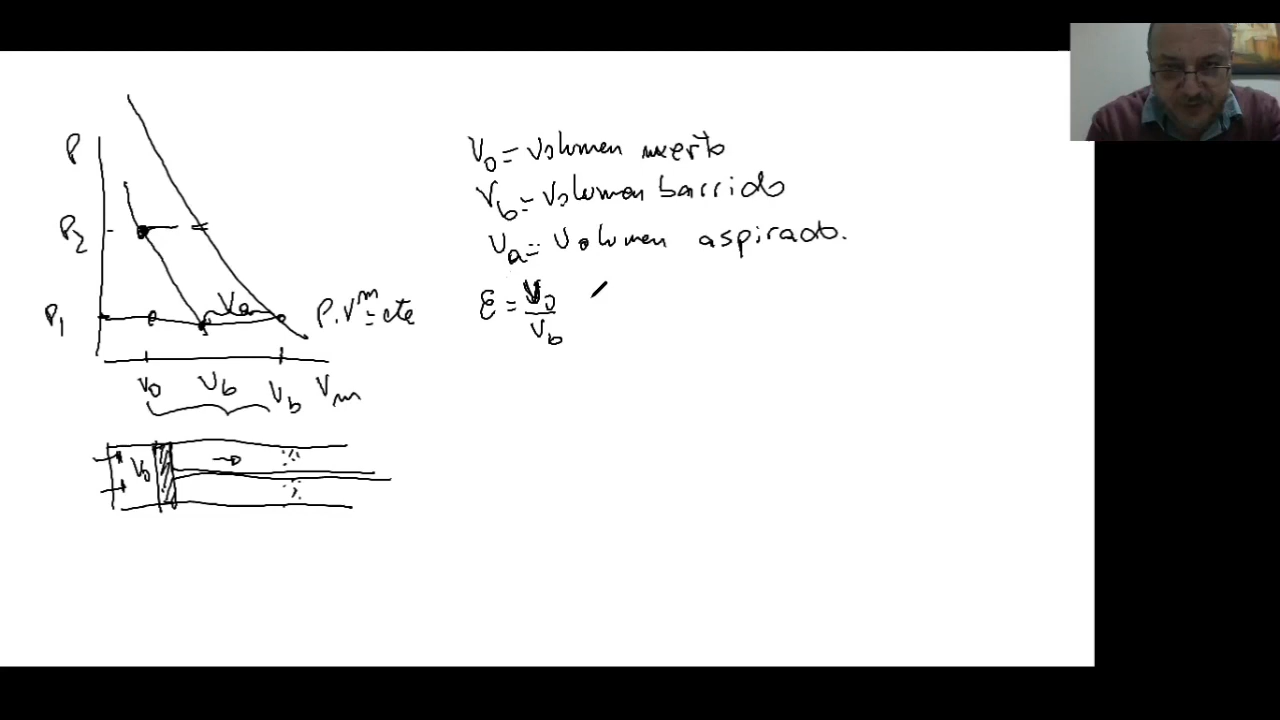 P
P2
P1
Va
P.V^m = cte
V0 Vb Vb Vm
V0
V0 = Volumen muerto
Vb = Volumen barrido
Va = Volumen aspirado.
ε = V0/Vb